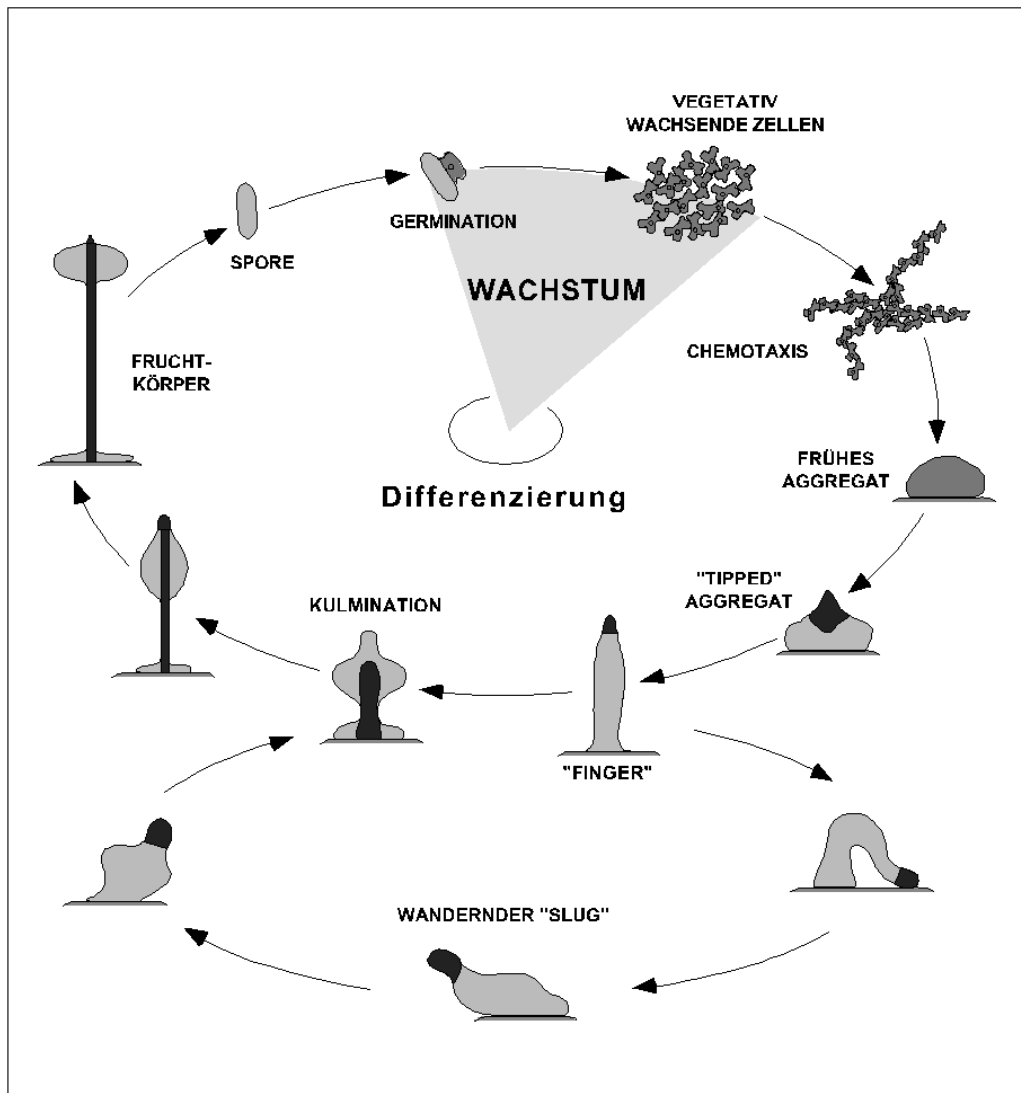 VEGETATIV
WACHSENDE ZELLEN
GERMINATION
SPORE
WACHSTUM
CHEMOTAXIS
FRUCHT-
KÖRPER
FRÜHES
AGGREGAT
Differenzierung
"TIPPED"
AGGREGAT
KULMINATION
"FINGER"
WANDERNDER "SLUG"